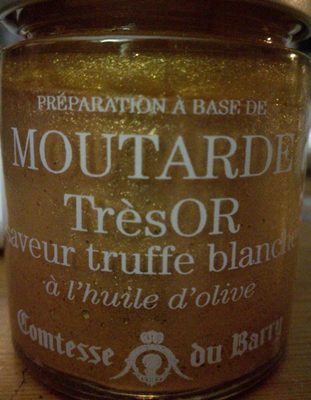 PRÉPARATION À BASE DE
MOUTARDE
TrèsOR
saveur truffe blanche
à l'huile d'olive
Comtesse du Barry